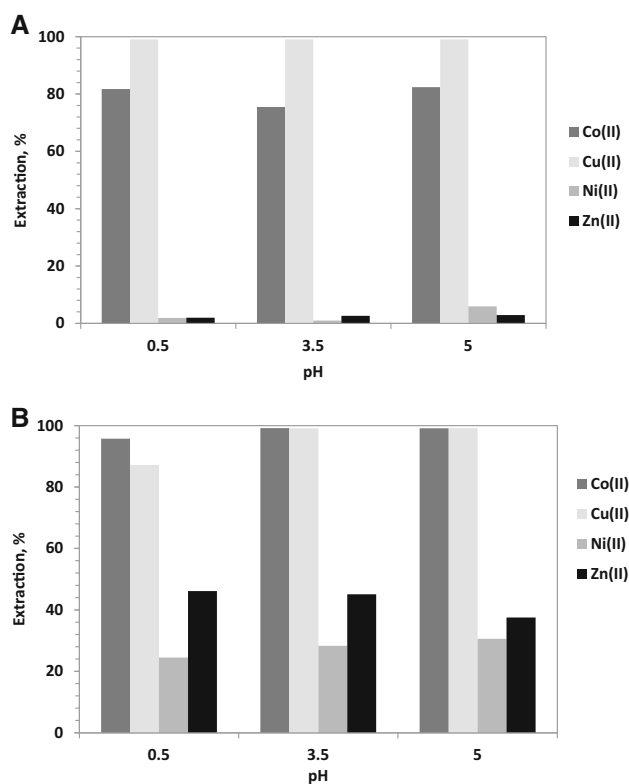 A
100
80
60
40
20
0
Extraction, %
0.5 3.5 5
pH
Co(II)
Cu(II)
Ni(II)
Zn(II)
B
100
80
60
40
20
0
Extraction, %
0.5 3.5 5
pH
Co(II)
Cu(II)
Ni(II)
Zn(II)